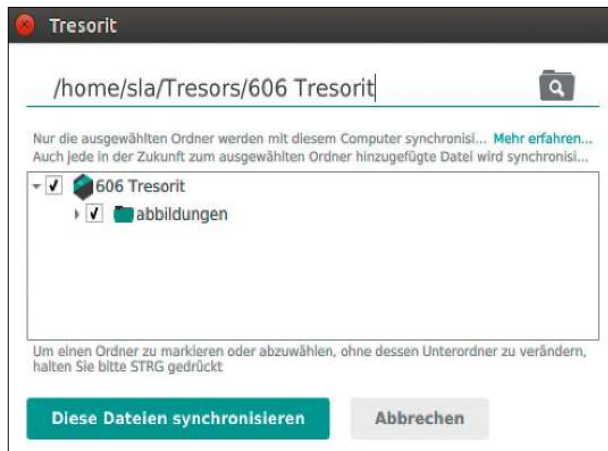 Tresorit
/home/sla/Tresors/606 Tresorit
Nur die ausgewählten Ordner werden mit diesem Computer synchronisi... Mehr erfahren...
Auch jede in der Zukunft zum ausgewählten Ordner hinzugefügte Datei wird synchronisi...
606 Tresorit
abbildungen
Um einen Ordner zu markieren oder abzuwählen, ohne dessen Unterordner zu verändern,
halten Sie bitte STRG gedrückt
Diese Dateien synchronisieren Abbrechen